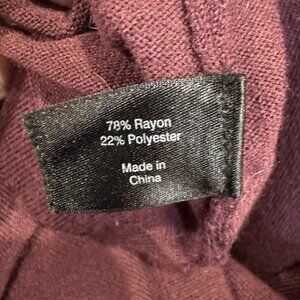 78% Rayon
22% Polyester
Made in
China